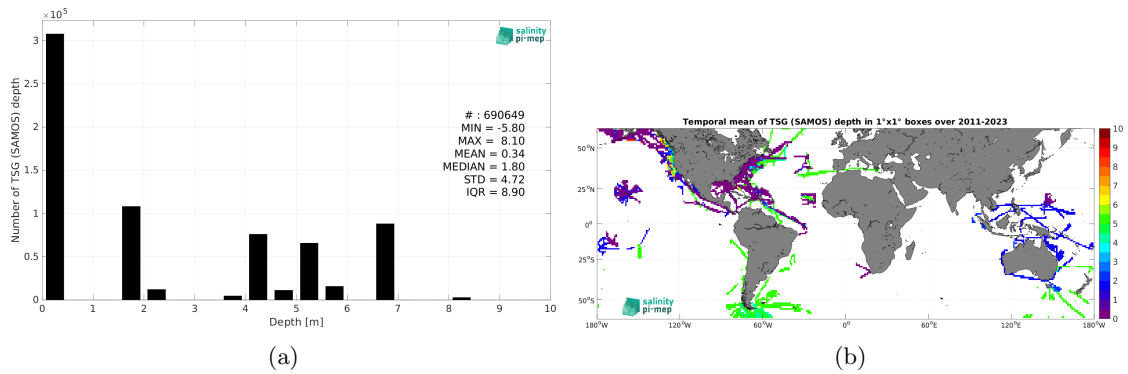 ×10⁵
3
2.5
2
1.5
1
0.5
0
Number of TSG (SAMOS) depth
salinity
pi-mep
# : 690649
MIN = -5.80
MAX = 8.10
MEAN = 0.34
MEDIAN = 1.80
STD = 4.72
IQR = 8.90
0 1 2 3 4 5 6 7 8 9 10
Depth [m]
(a)
Temporal mean of TSG (SAMOS) depth in 1°x1° boxes over 2011-2023
50°N
25°N
0°
25°S
50°S
salinity
pi-mep
180°W 120°W 60°W 0° 60°E 120°E 180°W
10
9
8
7
6
5
4
3
2
1
0
(b)